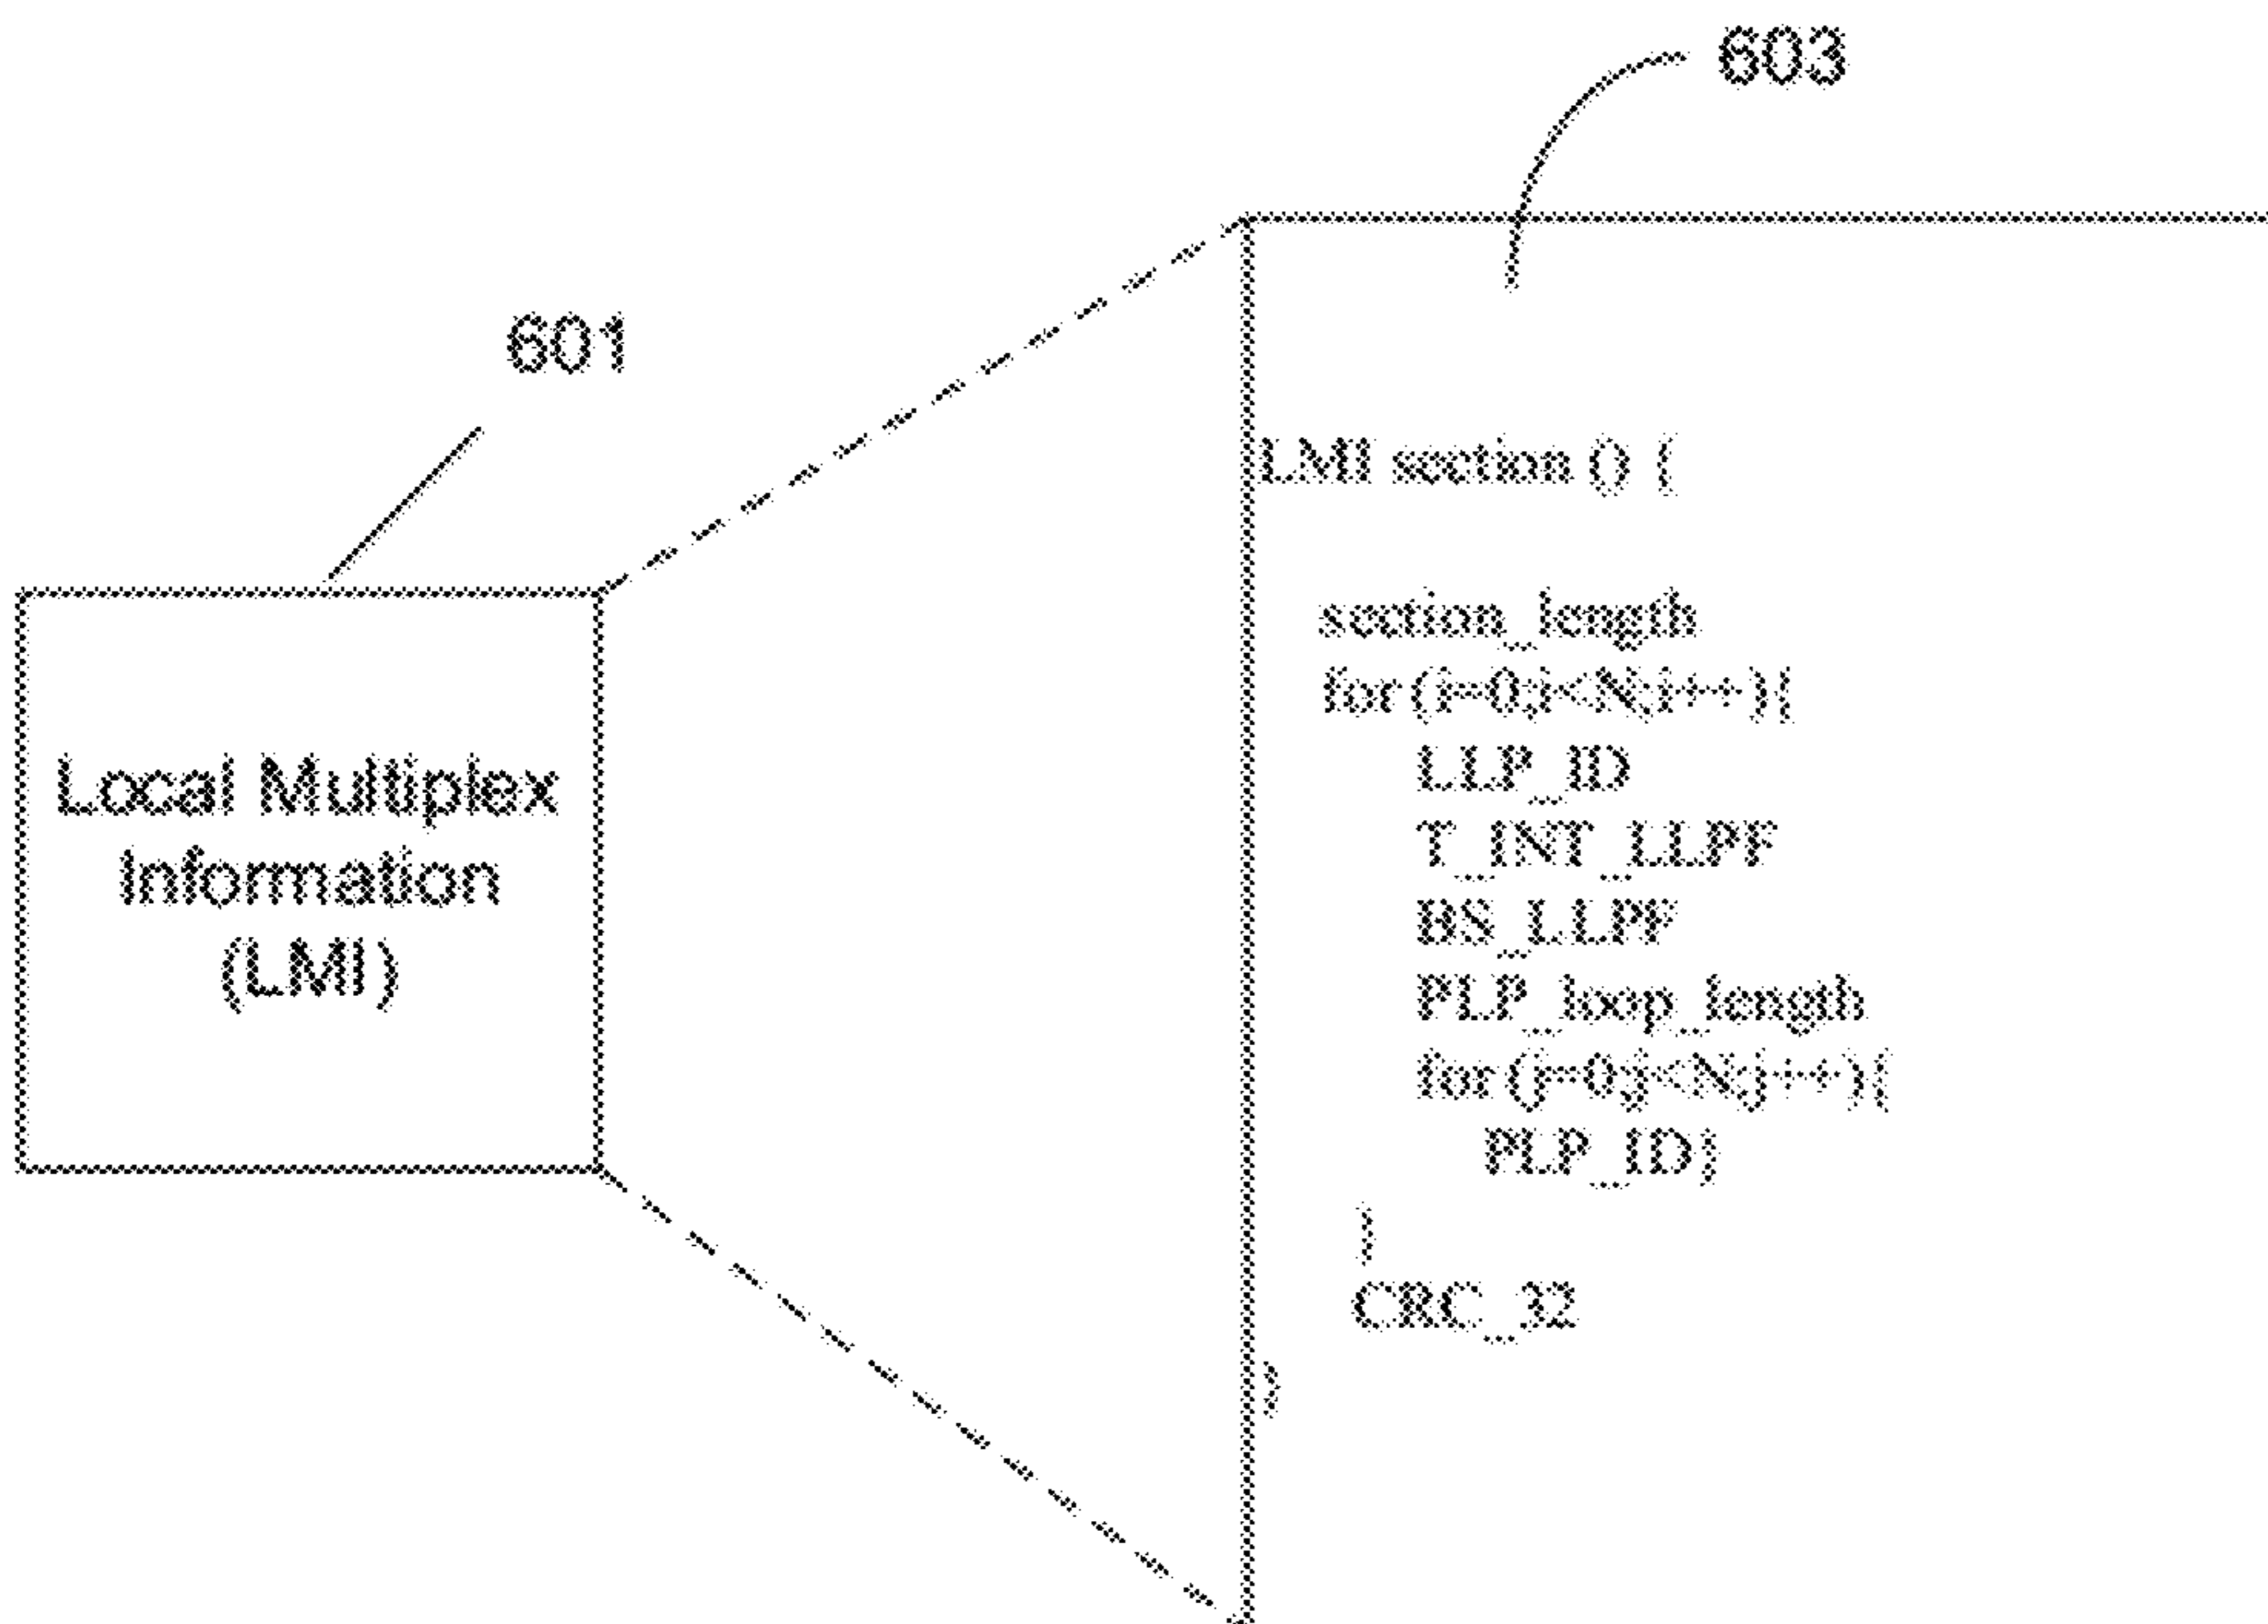 603
601
LMI section () {
section_length
for (i=0;i<N;i++){
LLP_ID
T_INT_LLPF
BS_LLPF
PLP_loop_length
for (j=0;j<N;j++){
PLP_ID}
}
CRC_32
}
Local Multiplex
Information
(LMI)